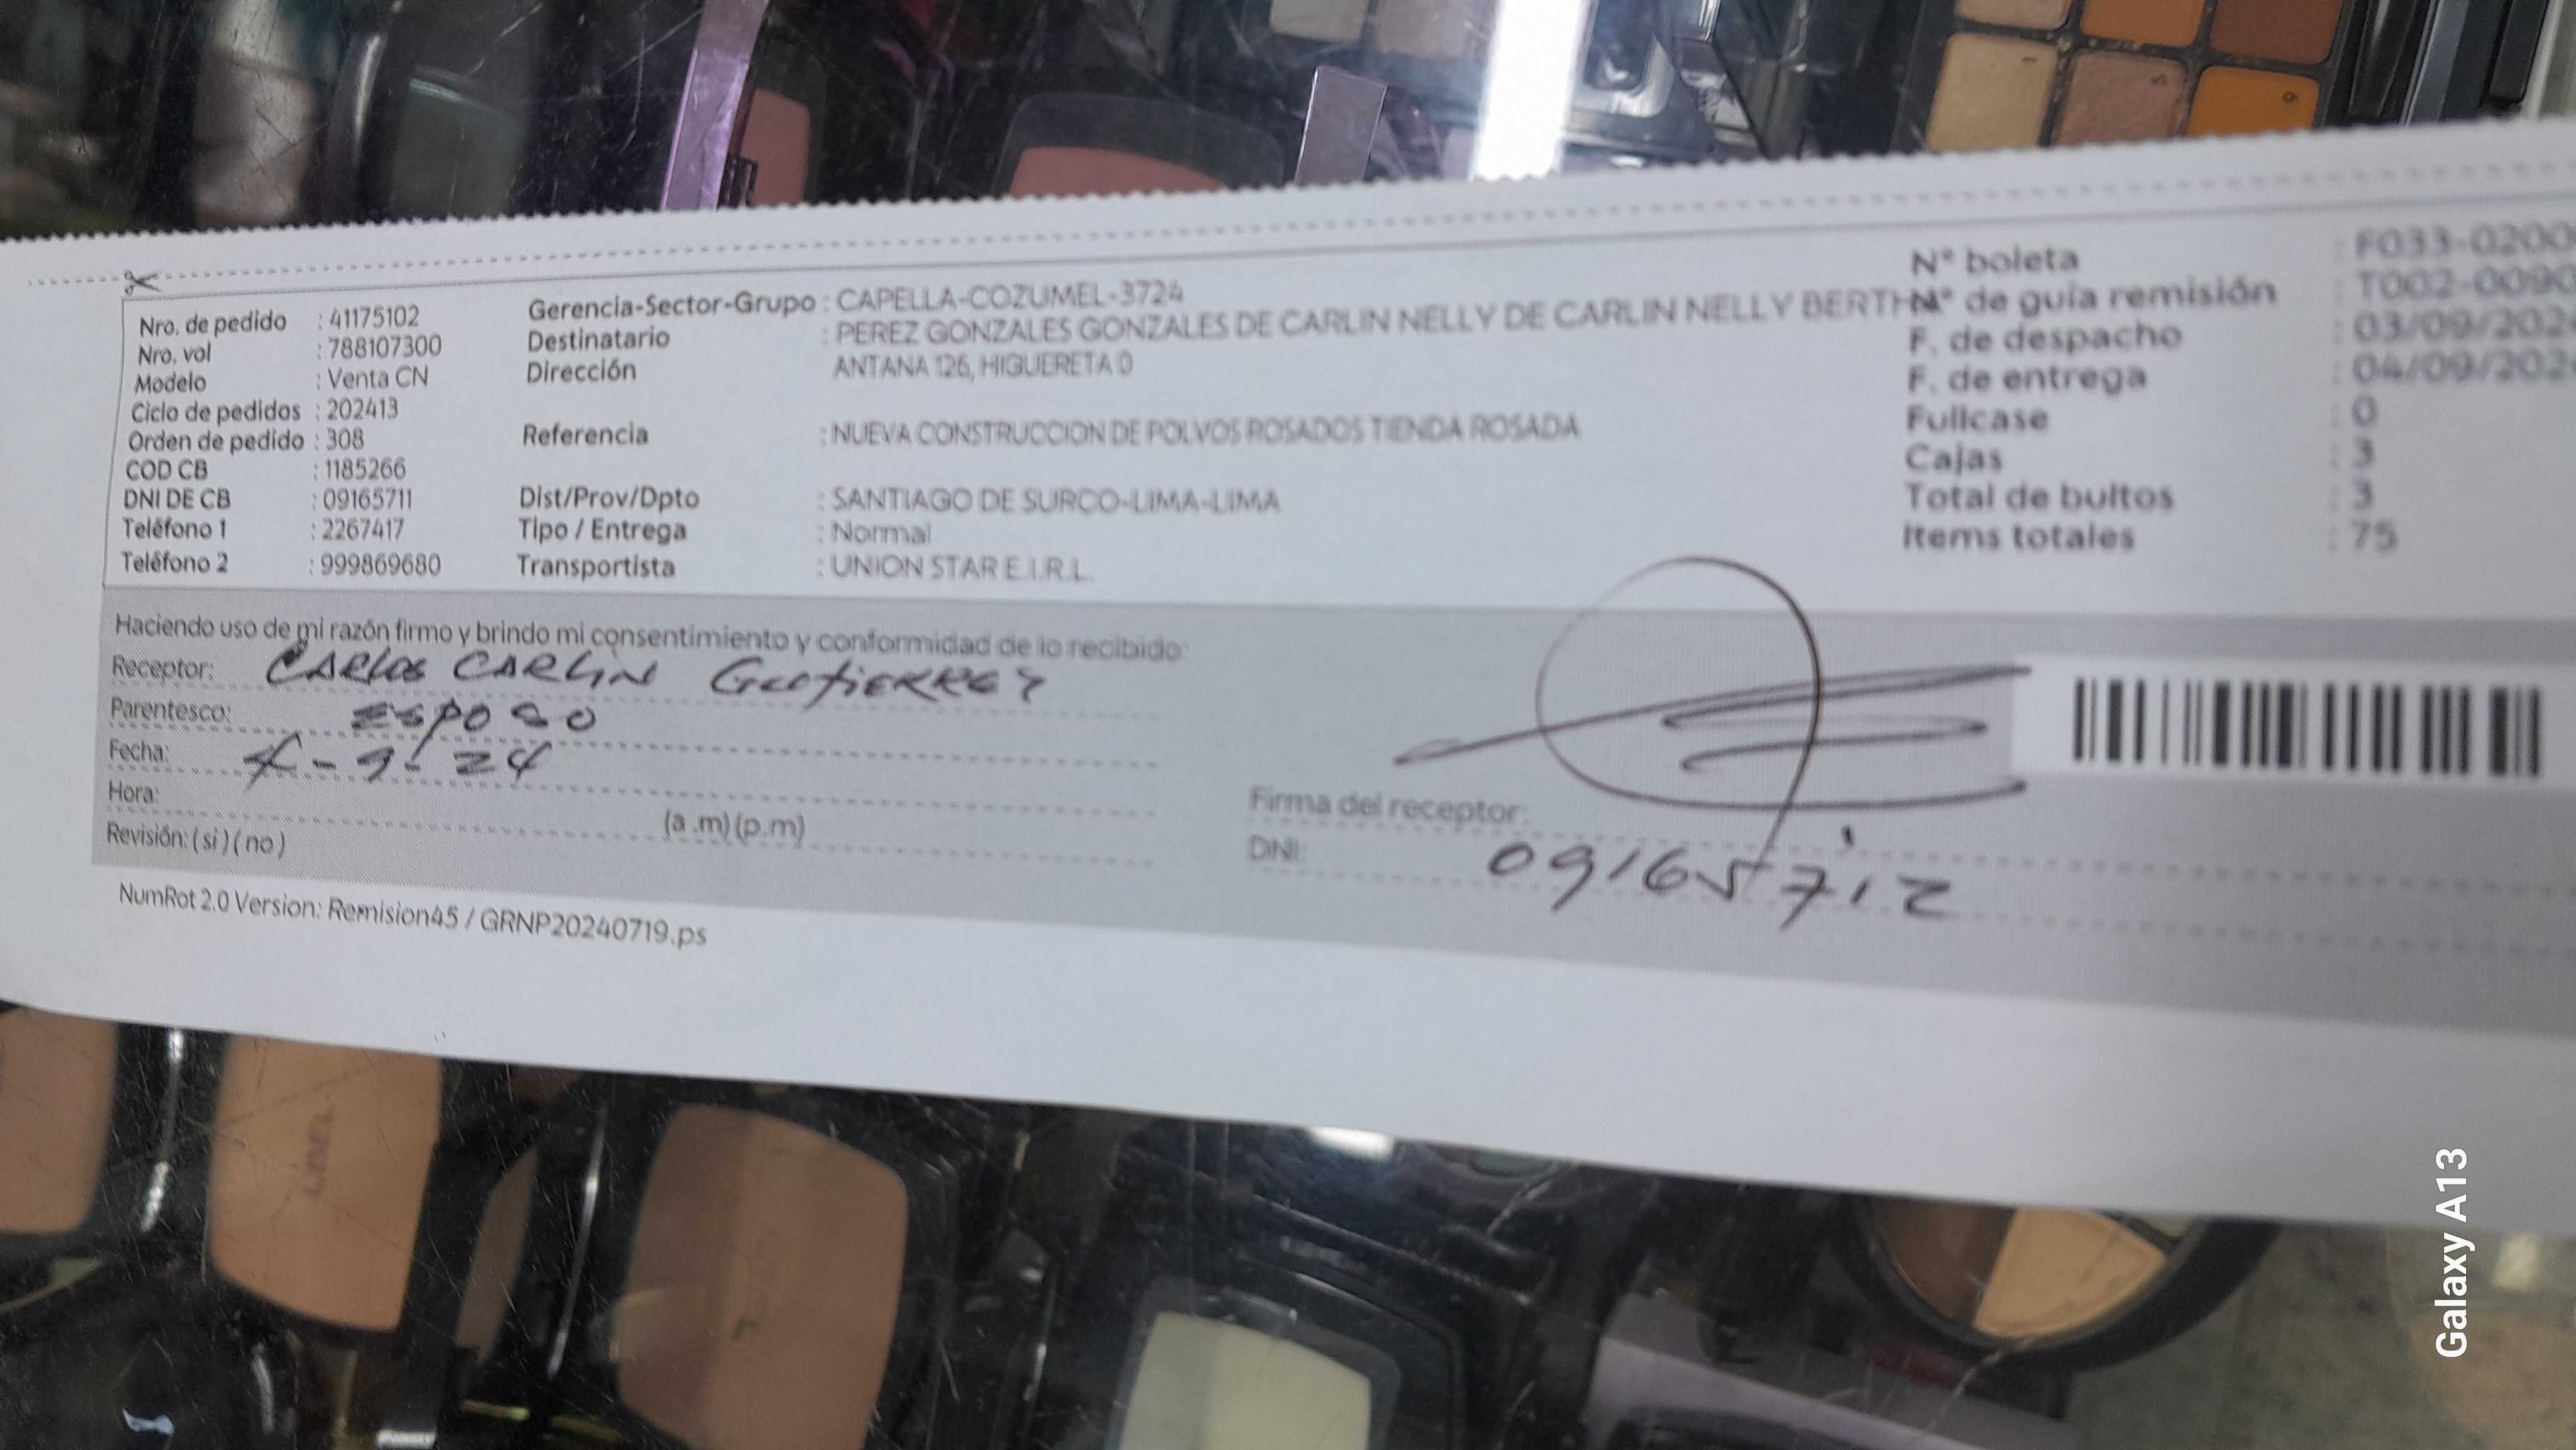 Nro. de pedido : 41175102
Nro. vol : 788107300
Modelo : Venta CN
Ciclo de pedidos : 202413
Orden de pedido : 308
COD CB : 1185266
DNI DE CB : 09165711
Teléfono 1 : 2267417
Teléfono 2 : 999869680
Gerencia-Sector-Grupo : CAPELLA-COZUMEL-3724
Destinatario : PEREZ GONZALES GONZALES DE CARLIN NELLY DE CARLIN NELLY BERTHA
Dirección ANTANA 126, HIGUERETA 0
Referencia : NUEVA CONSTRUCCION DE POLVOS ROSADOS TIENDA ROSADA
Dist/Prov/Dpto : SANTIAGO DE SURCO-LIMA-LIMA
Tipo / Entrega : Normal
Transportista : UNION STAR E.I.R.L.
N° boleta : F033-0200
N° de guía remisión : T002-0090
F. de despacho : 03/09/202
F. de entrega : 04/09/202
Fullcase : 0
Cajas : 3
Total de bultos : 3
Items totales : 75
Haciendo uso de mi razón firmo y brindo mi consentimiento y conformidad de lo recibido:
Receptor: CARLOS CARLIN GUTIERREZ
Parentesco: ESPOSO
Fecha: 4-9-24
Hora: (a.m)(p.m)
Revisión: (si) (no)
Firma del receptor:
DNI: 09165712
NumRot 2.0 Version: Remision45 / GRNP20240719.ps
Galaxy A13